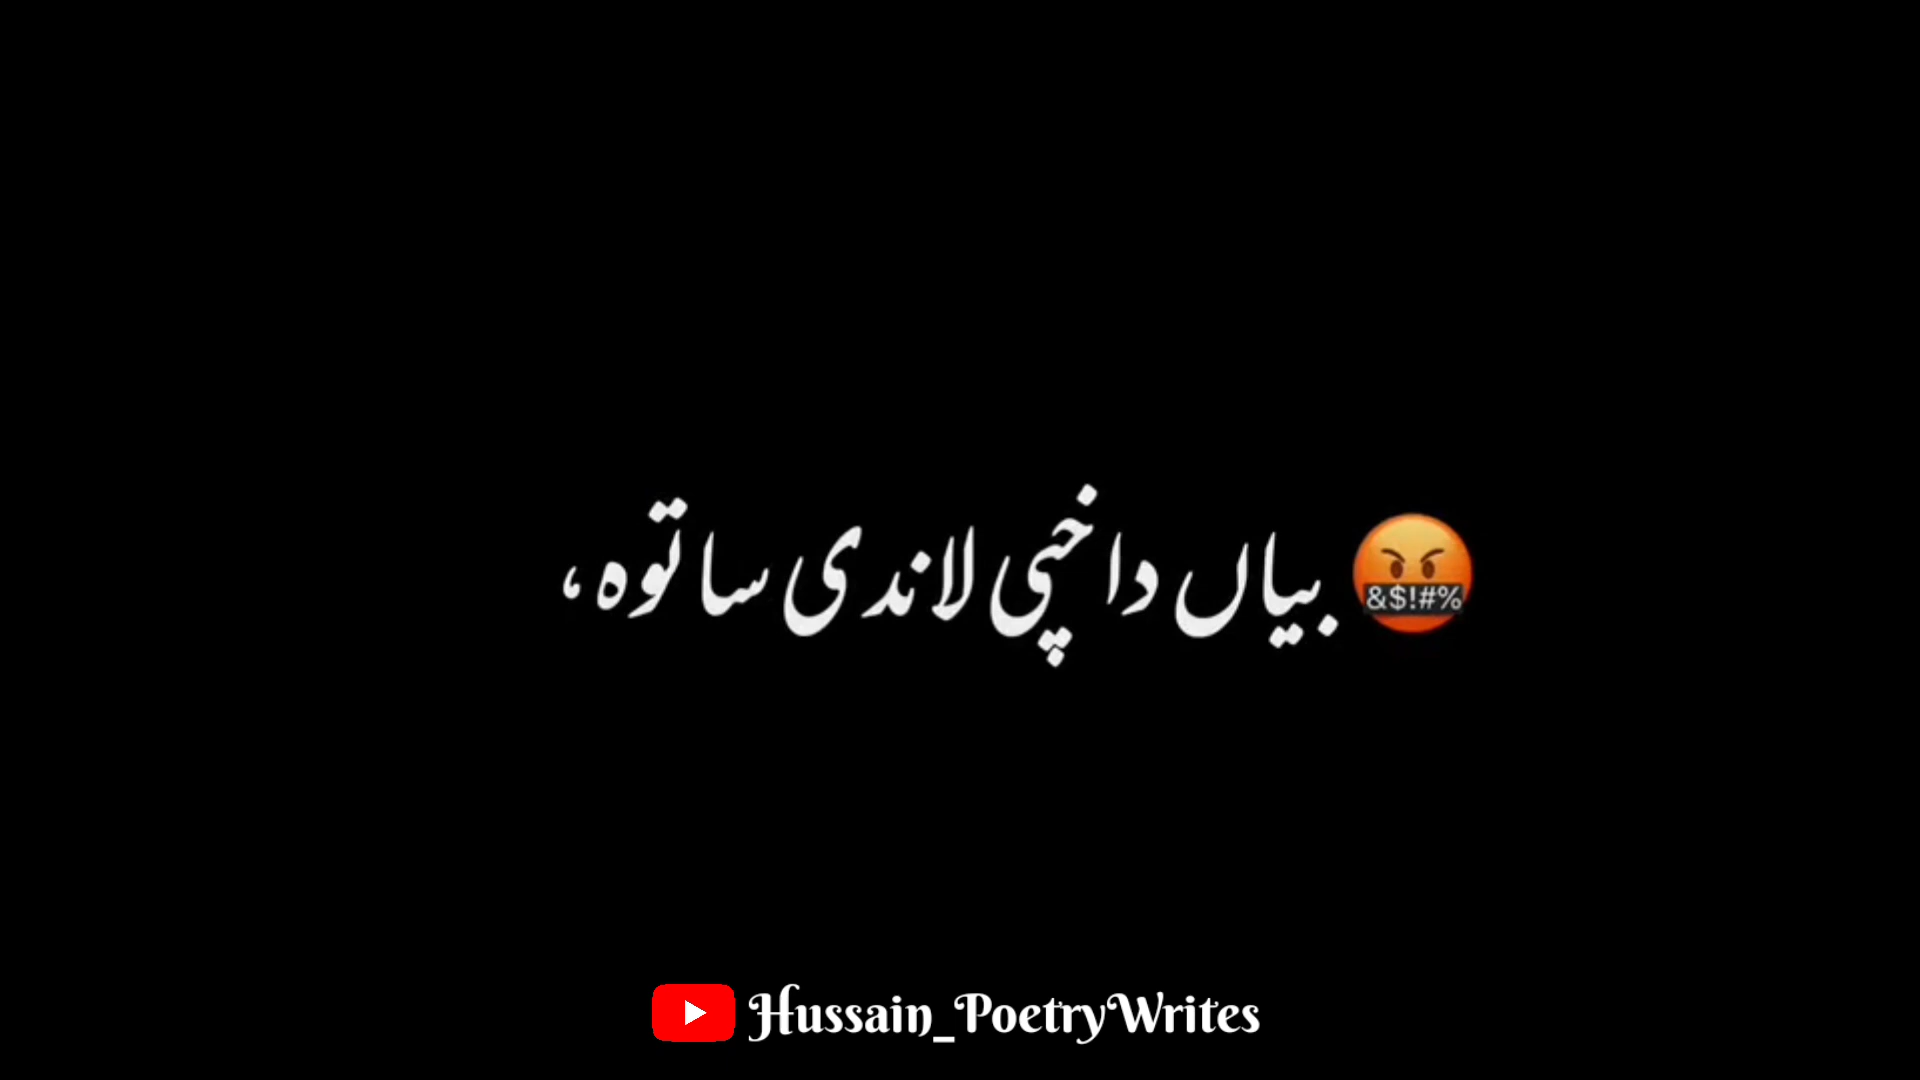 🤬 بیاں دا خپی لاندی ساتوہ ،
Hussain_PoetryWrites